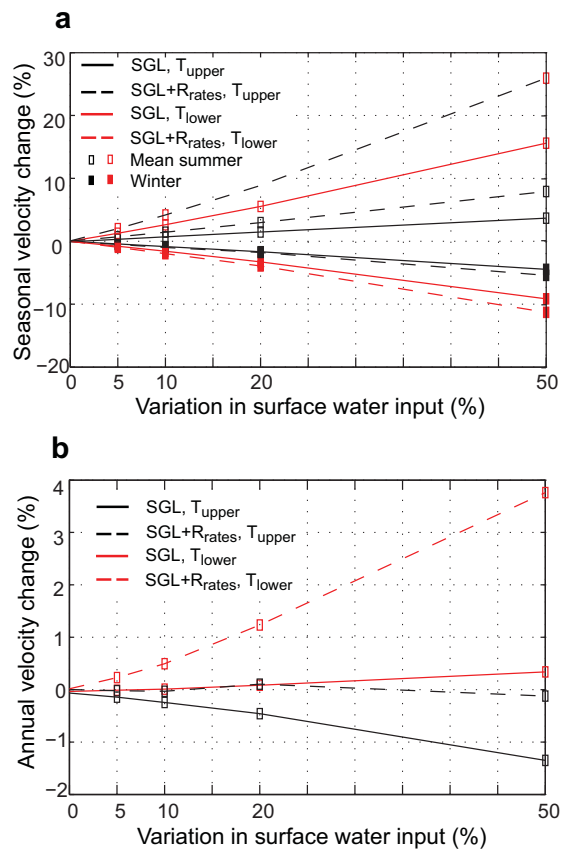 a
30
20
10
0
−10
−20
Seasonal velocity change (%)
SGL, Tupper
SGL+Rrates, Tupper
SGL, Tlower
SGL+Rrates, Tlower
Mean summer
Winter
0 5 10 20 50
Variation in surface water input (%)
b
4
3
2
1
0
−1
−2
Annual velocity change (%)
SGL, Tupper
SGL+Rrates, Tupper
SGL, Tlower
SGL+Rrates, Tlower
0 5 10 20 50
Variation in surface water input (%)